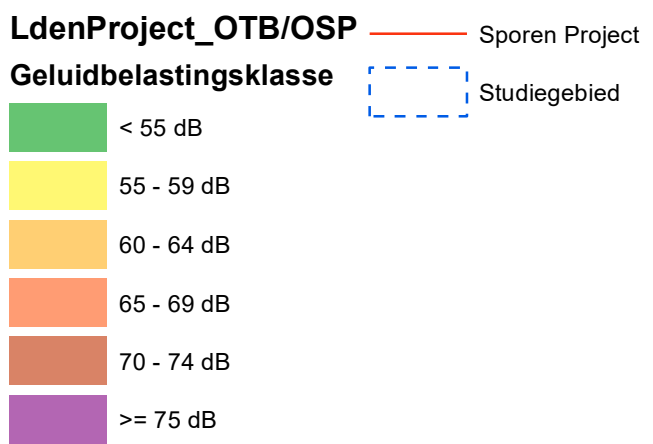 LdenProject_OTB/OSP
Geluidbelastingsklasse
< 55 dB
55 - 59 dB
60 - 64 dB
65 - 69 dB
70 - 74 dB
>= 75 dB
Sporen Project
Studiegebied